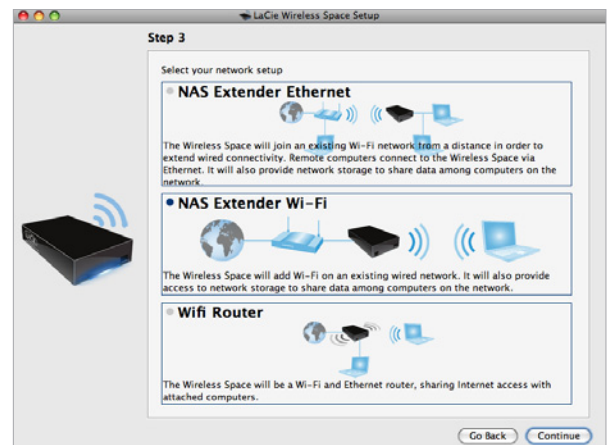 LaCie Wireless Space Setup
Step 3
Select your network setup
NAS Extender Ethernet
The Wireless Space will join an existing Wi-Fi network from a distance in order to
extend wired connectivity. Remote computers connect to the Wireless Space via
Ethernet. It will also provide network storage to share data among computers on the
network.
NAS Extender Wi-Fi
The Wireless Space will add Wi-Fi on an existing wired network. It will also provide
access to network storage to share data among computers on the network.
Wifi Router
The Wireless Space will be a Wi-Fi and Ethernet router, sharing Internet access with
attached computers.
Go Back Continue